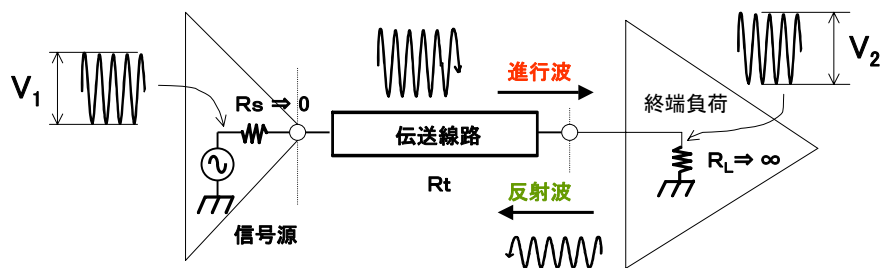 V1
Rs ⇒ 0
信号源
伝送線路
Rt
進行波
反射波
終端負荷
RL ⇒ ∞
V2